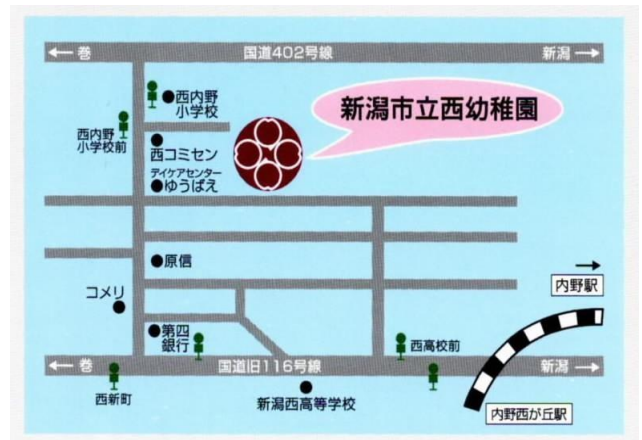 ← 巻 国道402号線 新潟 →
西内野
小学校
新潟市立西幼稚園
西内野
小学校前
西コミセン
デイケアセンター
ゆうばえ
原信
コメリ
内野駅
第四
銀行
西高校前
← 巻 国道旧116号線 新潟 →
西新町
新潟西高等学校
内野西が丘駅